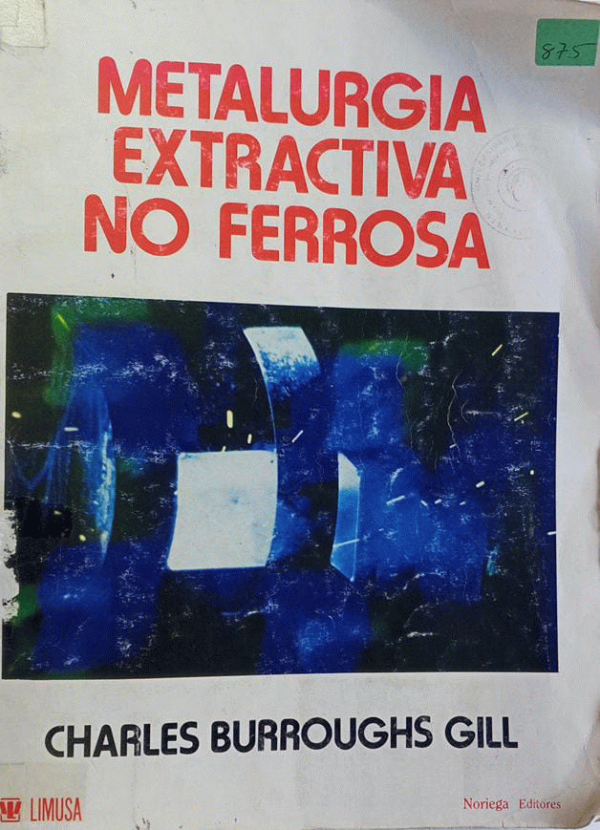 875
METALURGIA
EXTRACTIVA
NO FERROSA
CHARLES BURROUGHS GILL
LIMUSA
Noriega Editores